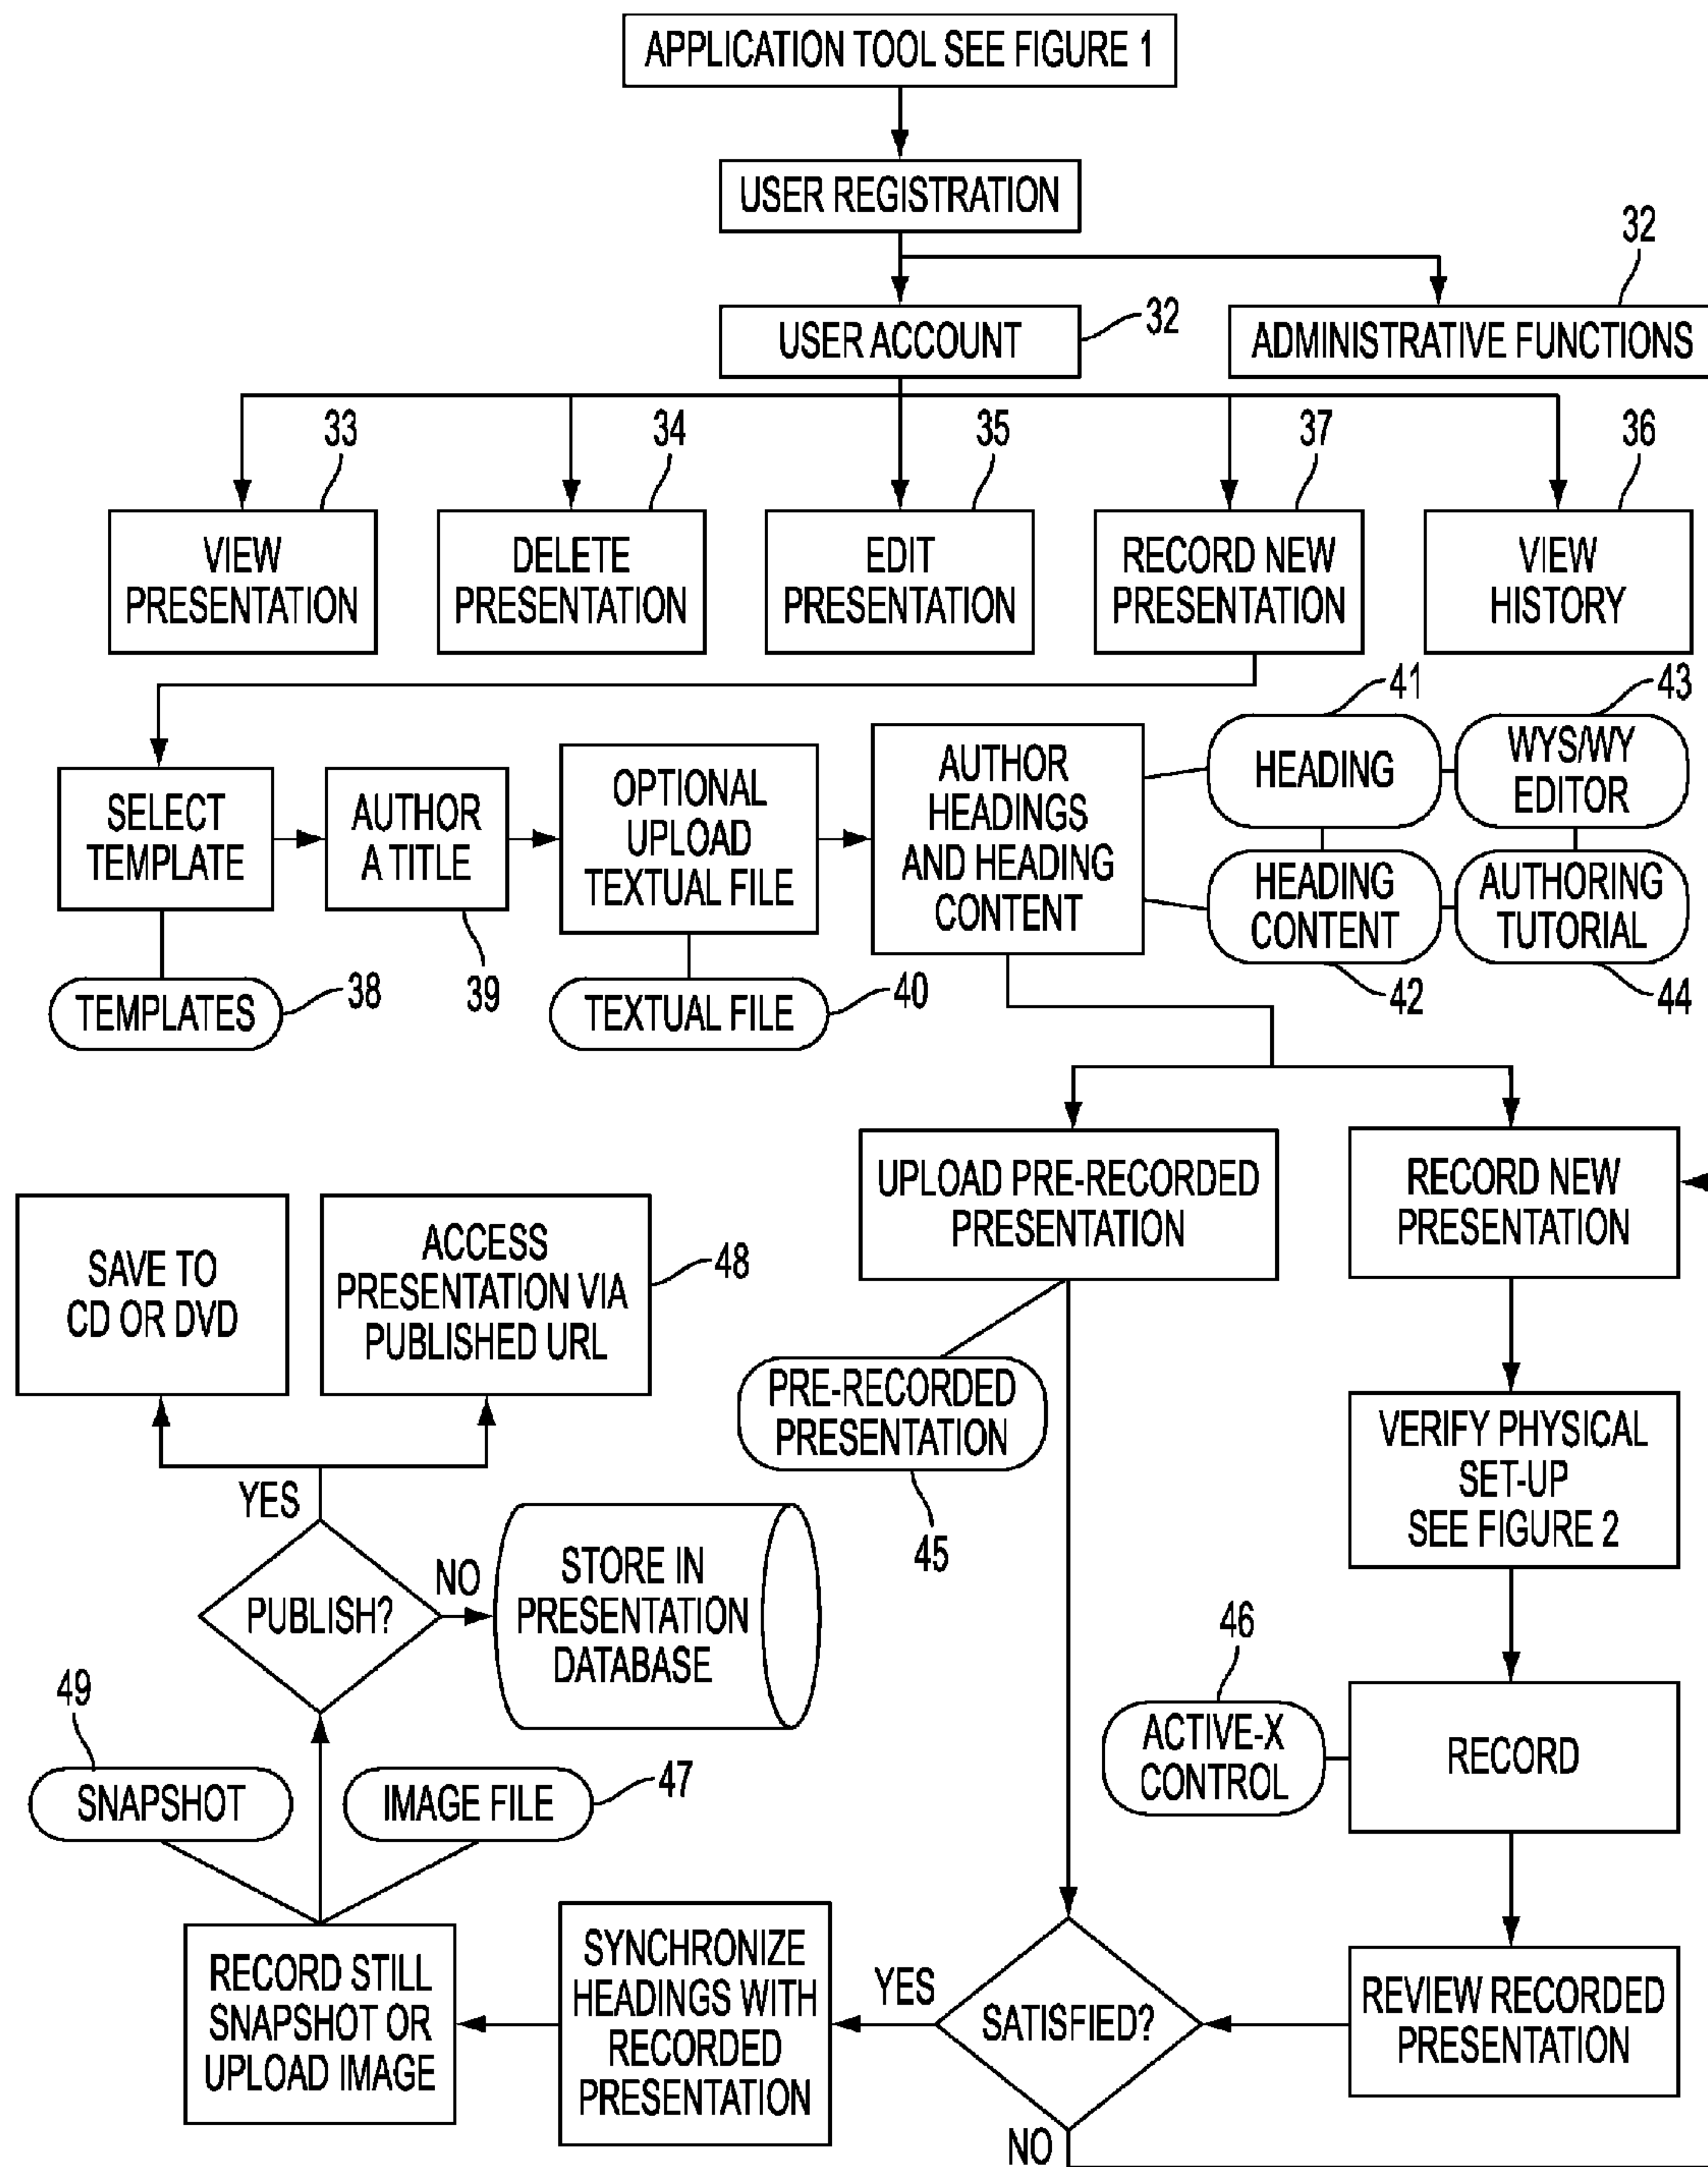 APPLICATION TOOL SEE FIGURE 1
USER REGISTRATION
32
USER ACCOUNT
32
ADMINISTRATIVE FUNCTIONS
33
34
35
37
36
VIEW
PRESENTATION
DELETE
PRESENTATION
EDIT
PRESENTATION
RECORD NEW
PRESENTATION
VIEW
HISTORY
41
43
SELECT
TEMPLATE
AUTHOR
A TITLE
OPTIONAL
UPLOAD
TEXTUAL FILE
AUTHOR
HEADINGS
AND HEADING
CONTENT
HEADING
WYS/WY
EDITOR
HEADING
CONTENT
AUTHORING
TUTORIAL
TEMPLATES
38
39
TEXTUAL FILE
40
42
44
UPLOAD PRE-RECORDED
PRESENTATION
RECORD NEW
PRESENTATION
SAVE TO
CD OR DVD
ACCESS
PRESENTATION VIA
PUBLISHED URL
48
PRE-RECORDED
PRESENTATION
45
VERIFY PHYSICAL
SET-UP
SEE FIGURE 2
YES
PUBLISH?
NO
STORE IN
PRESENTATION
DATABASE
46
ACTIVE-X
CONTROL
RECORD
49
SNAPSHOT
IMAGE FILE
47
RECORD STILL
SNAPSHOT OR
UPLOAD IMAGE
SYNCHRONIZE
HEADINGS WITH
RECORDED
PRESENTATION
YES
SATISFIED?
REVIEW RECORDED
PRESENTATION
NO